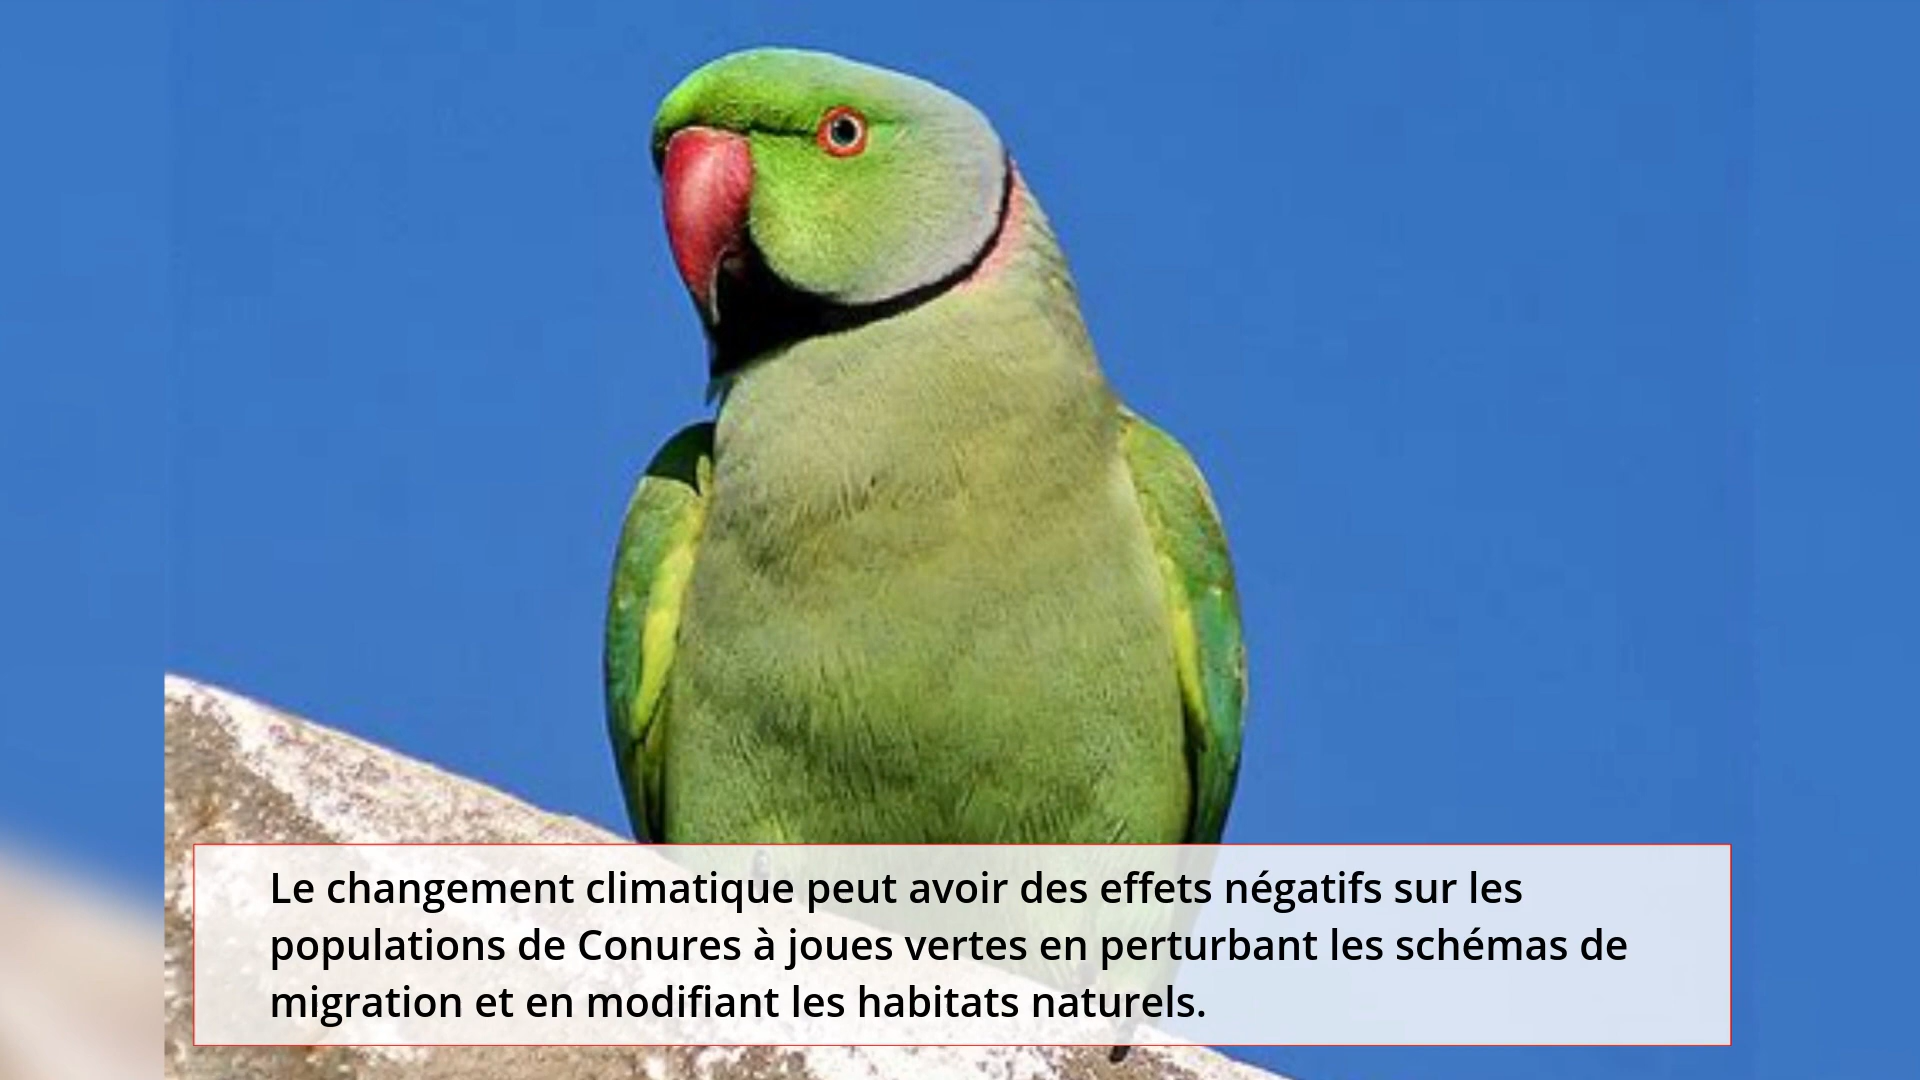 Le changement climatique peut avoir des effets négatifs sur les
populations de Conures à joues vertes en perturbant les schémas de
migration et en modifiant les habitats naturels.